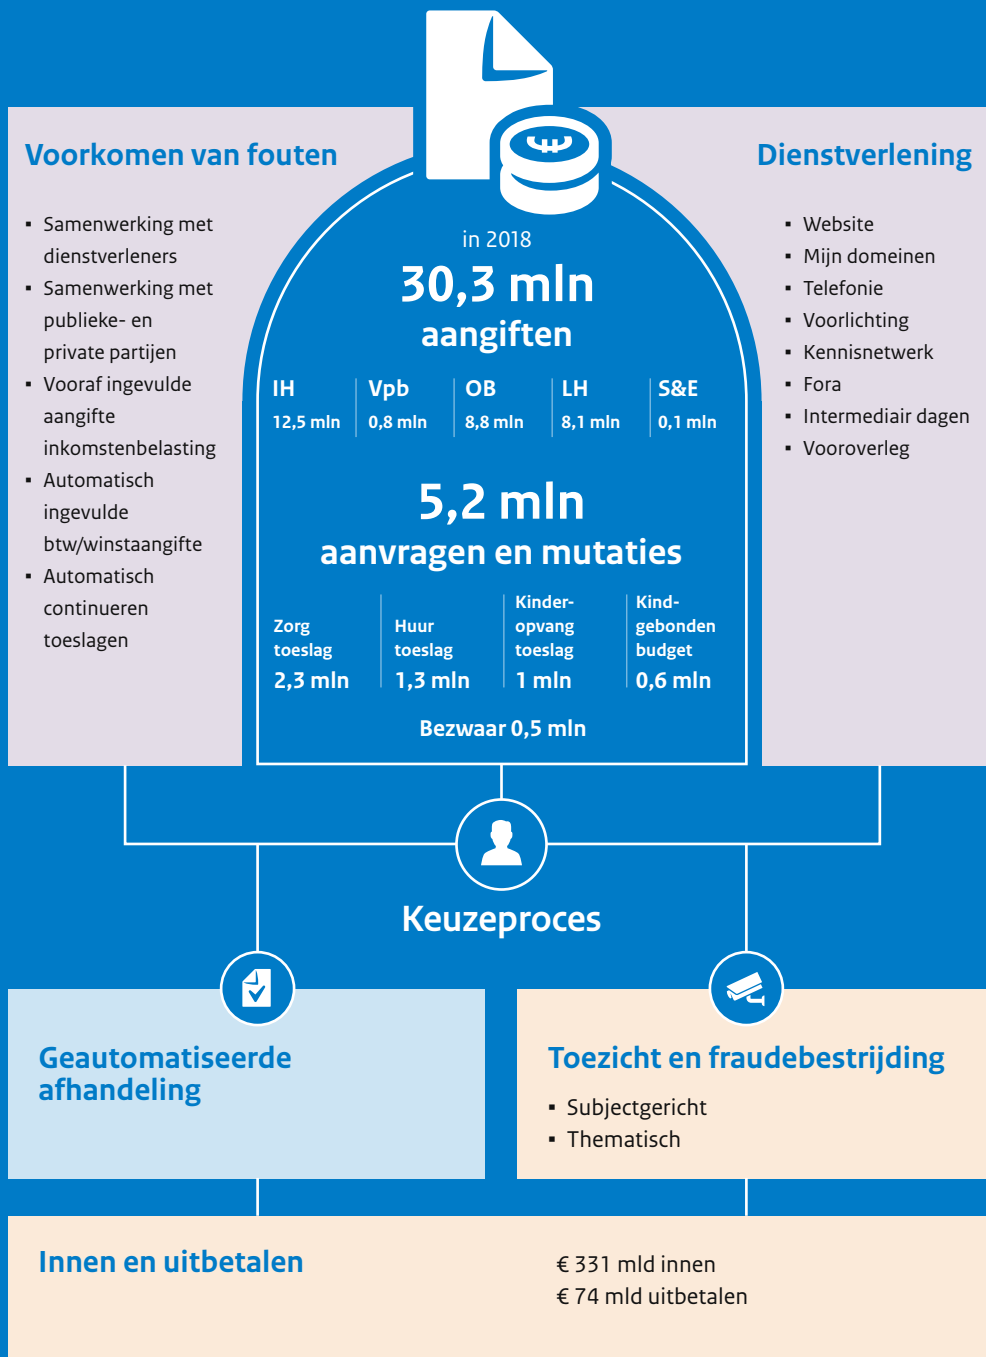 Voorkomen van fouten
▪ Samenwerking met
dienstverleners
▪ Samenwerking met
publieke- en
private partijen
▪ Vooraf ingevulde
aangifte
inkomstenbelasting
▪ Automatisch
ingevulde
btw/winstaangifte
▪ Automatisch
continueren
toeslagen
in 2018
30,3 mln
aangiften
IH
12,5 mln
Vpb
0,8 mln
OB
8,8 mln
LH
8,1 mln
S&E
0,1 mln
5,2 mln
aanvragen en mutaties
Zorg
toeslag
2,3 mln
Huur
toeslag
1,3 mln
Kinder-
opvang
toeslag
1 mln
Kind-
gebonden
budget
0,6 mln
Bezwaar 0,5 mln
Dienstverlening
▪ Website
▪ Mijn domeinen
▪ Telefonie
▪ Voorlichting
▪ Kennisnetwerk
▪ Fora
▪ Intermediair dagen
▪ Vooroverleg
Keuzeproces
Geautomatiseerde
afhandeling
Toezicht en fraudebestrijding
▪ Subjectgericht
▪ Thematisch
Innen en uitbetalen
€ 331 mld innen
€ 74 mld uitbetalen